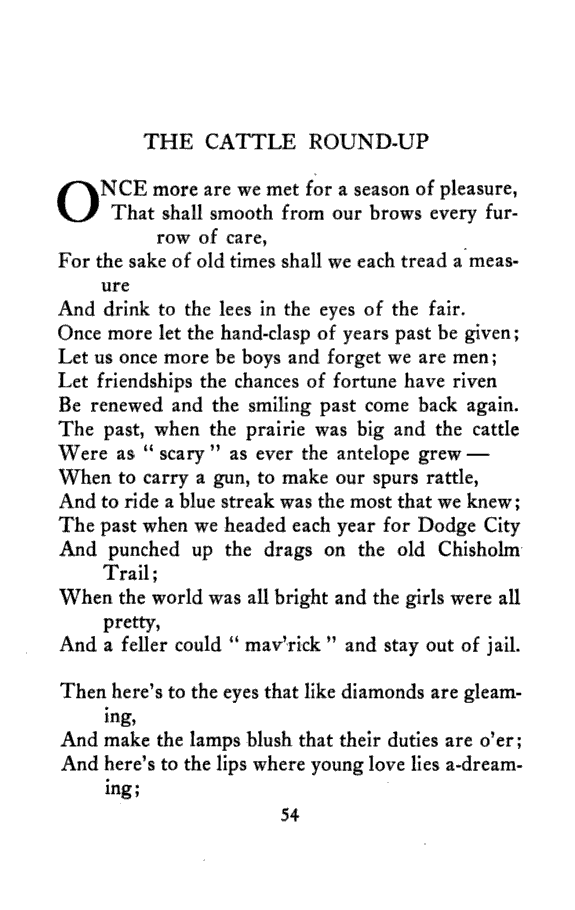 THE CATTLE ROUND-UP
ONCE more are we met for a season of pleasure,
That shall smooth from our brows every fur-
row of care,
For the sake of old times shall we each tread a meas-
ure
And drink to the lees in the eyes of the fair.
Once more let the hand-clasp of years past be given;
Let us once more be boys and forget we are men;
Let friendships the chances of fortune have riven
Be renewed and the smiling past come back again.
The past, when the prairie was big and the cattle
Were as “ scary ” as ever the antelope grew —
When to carry a gun, to make our spurs rattle,
And to ride a blue streak was the most that we knew;
The past when we headed each year for Dodge City
And punched up the drags on the old Chisholm
Trail;
When the world was all bright and the girls were all
pretty,
And a feller could “ mav’rick ” and stay out of jail.
Then here’s to the eyes that like diamonds are gleam-
ing,
And make the lamps blush that their duties are o’er;
And here’s to the lips where young love lies a-dream-
ing;
54